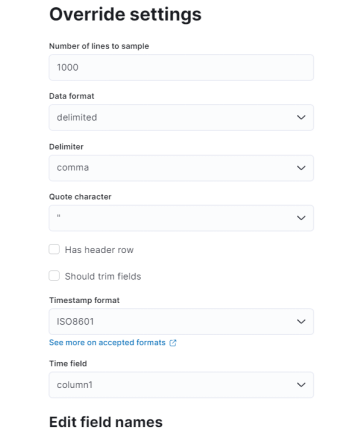 Override settings
Number of lines to sample
1000
Data format
delimited
Delimiter
comma
Quote character
"
Has header row
Should trim fields
Timestamp format
ISO8601
See more on accepted formats
Time field
column1
Edit field names